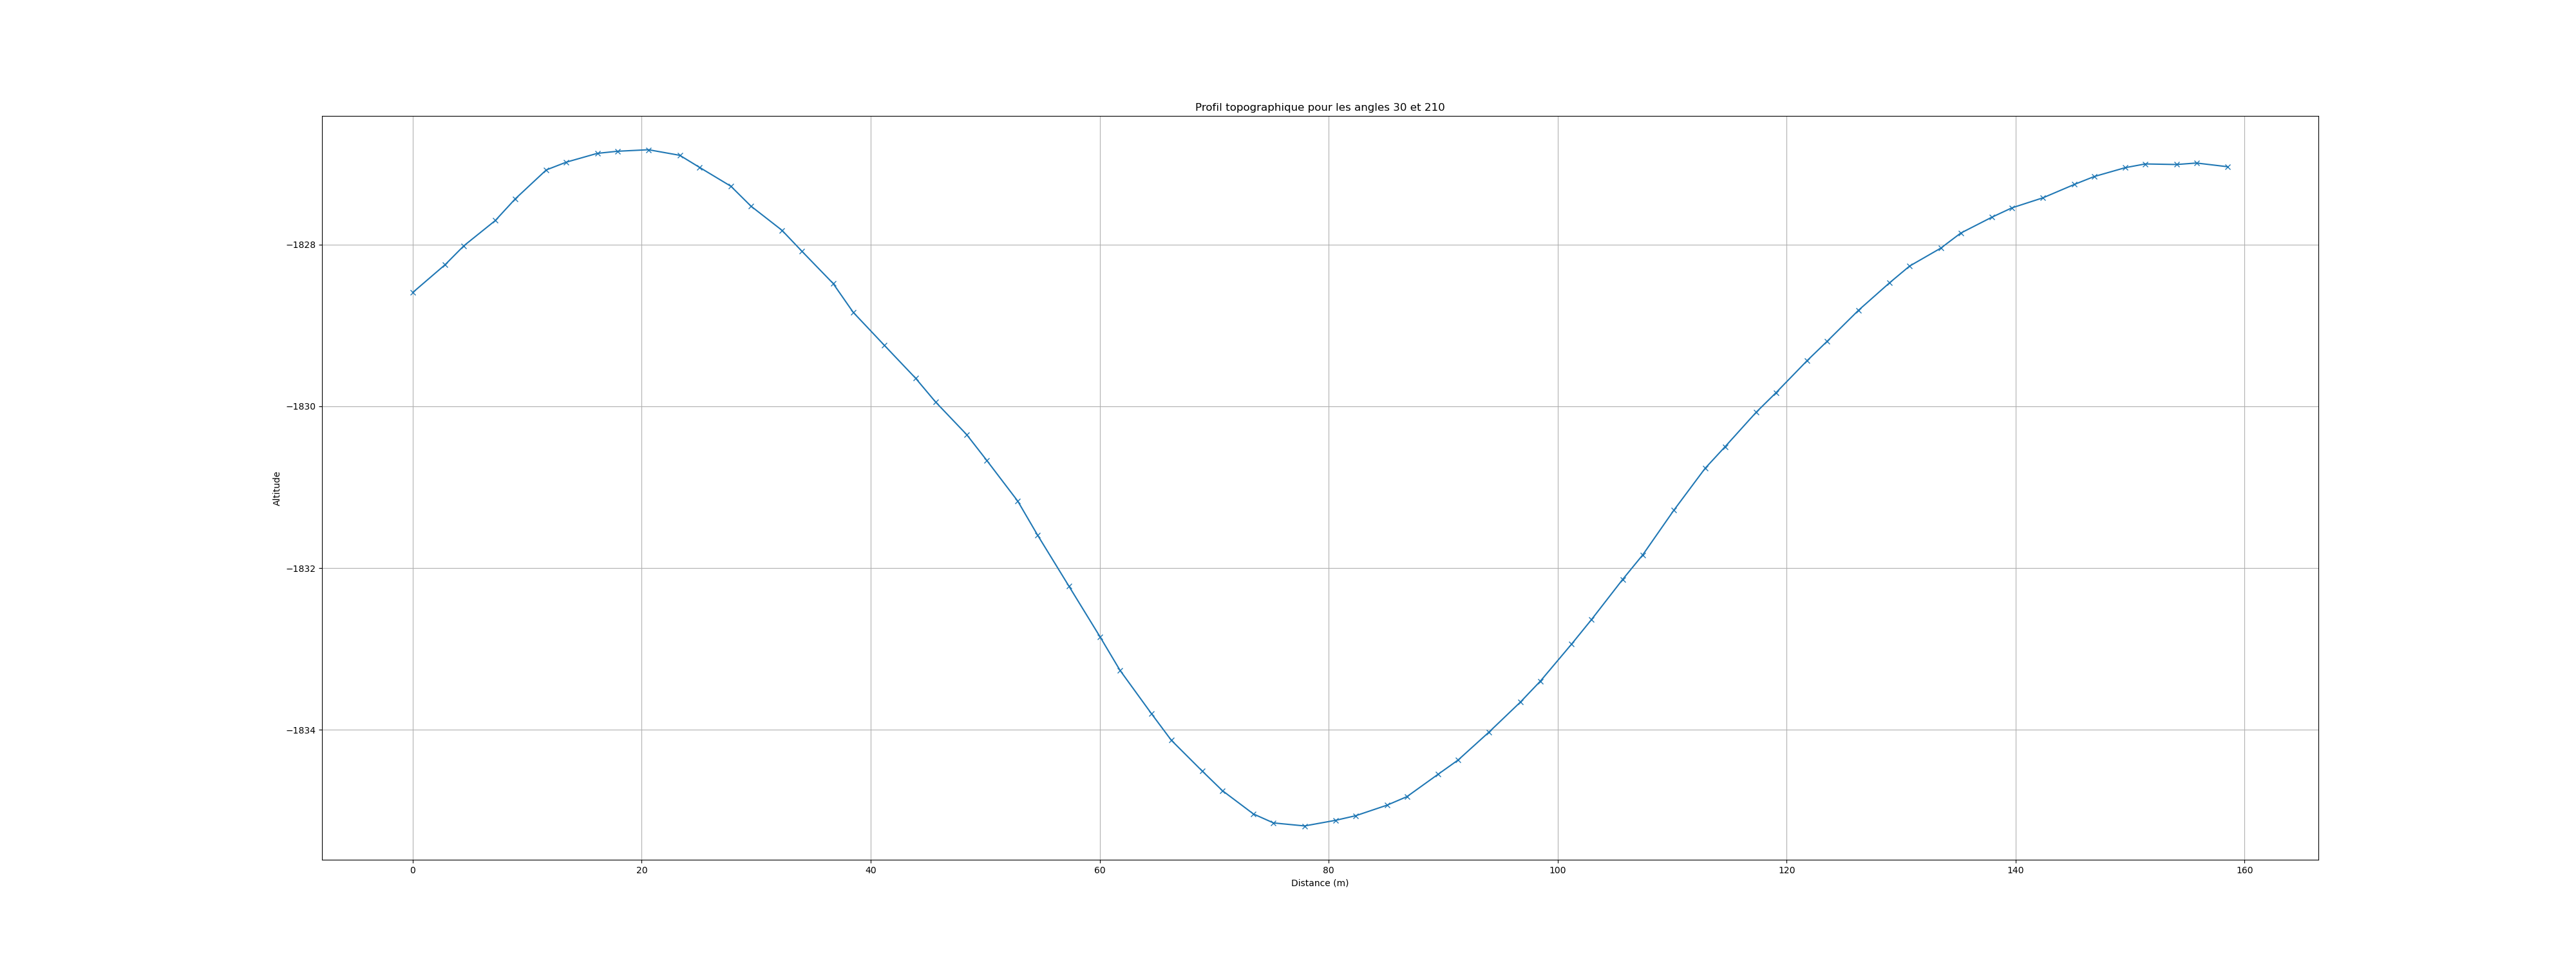 Profil topographique pour les angles 30 et 210
−1828
−1830
−1832
−1834
Altitude
0 20 40 60 80 100 120 140 160
Distance (m)